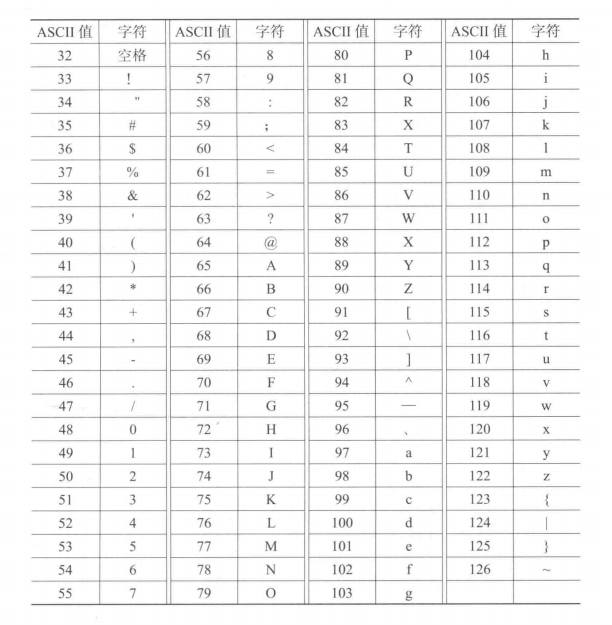 ASCII 值 字符 ASCII 值 字符 ASCII 值 字符 ASCII 值 字符
32 空格 56 8 80 P 104 h
33 ! 57 9 81 Q 105 i
34 " 58 : 82 R 106 j
35 # 59 ; 83 X 107 k
36 $ 60 < 84 T 108 l
37 % 61 = 85 U 109 m
38 & 62 > 86 V 110 n
39 ' 63 ? 87 W 111 o
40 ( 64 @ 88 X 112 p
41 ) 65 A 89 Y 113 q
42 * 66 B 90 Z 114 r
43 + 67 C 91 [ 115 s
44 , 68 D 92 \ 116 t
45 - 69 E 93 ] 117 u
46 . 70 F 94 ^ 118 v
47 / 71 G 95 — 119 w
48 0 72 H 96 、 120 x
49 1 73 I 97 a 121 y
50 2 74 J 98 b 122 z
51 3 75 K 99 c 123 {
52 4 76 L 100 d 124 |
53 5 77 M 101 e 125 }
54 6 78 N 102 f 126 ~
55 7 79 O 103 g